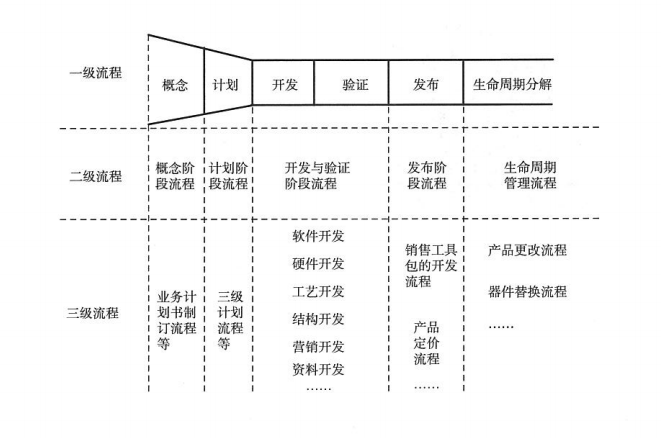 一级流程
概念
计划
开发
验证
发布
生命周期分解
二级流程
概念阶
段流程
计划阶
段流程
开发与验证
阶段流程
发布阶
段流程
生命周期
管理流程
三级流程
业务计
划书制
订流程
等
三级
计划
流程
等
软件开发
硬件开发
工艺开发
结构开发
营销开发
资料开发
……
销售工具
包的开发
流程
产品
定价
流程
……
产品更改流程
器件替换流程
……